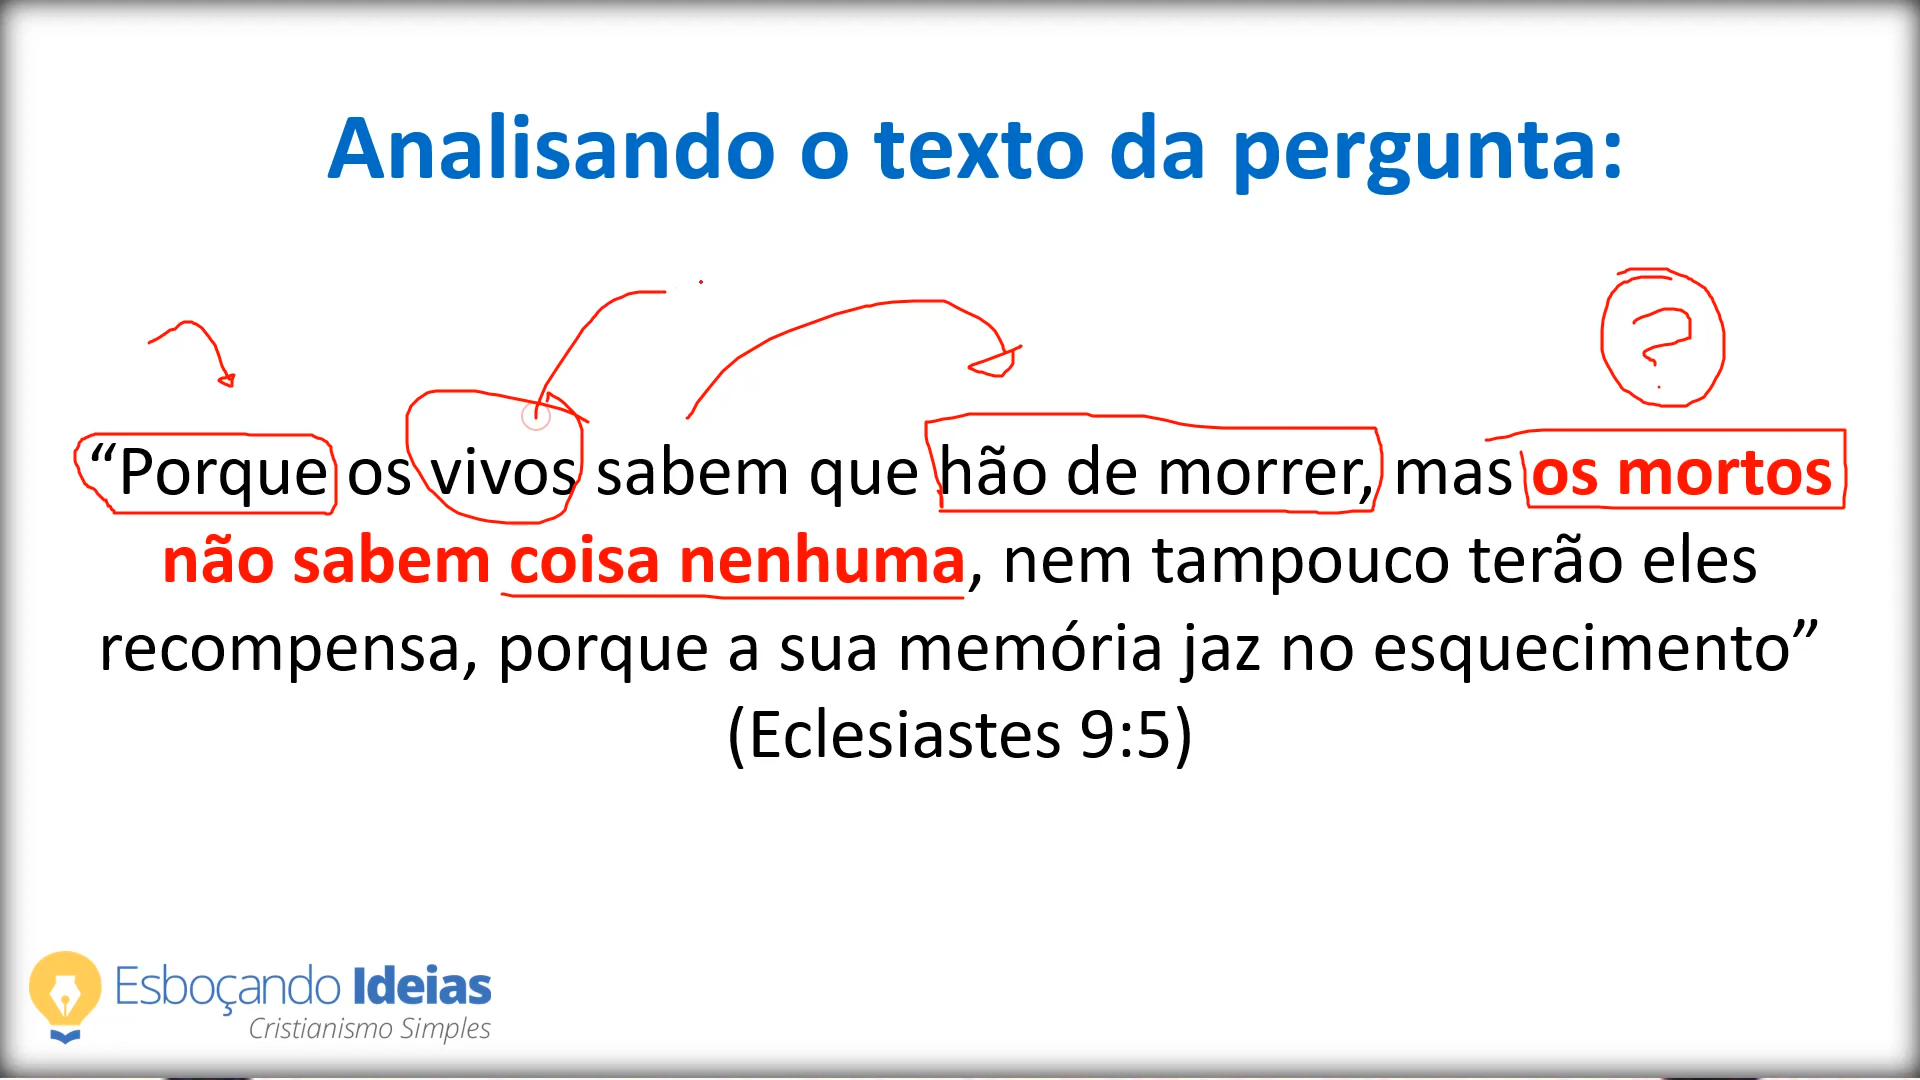 Analisando o texto da pergunta:
?
“Porque os vivos sabem que hão de morrer, mas os mortos
não sabem coisa nenhuma, nem tampouco terão eles
recompensa, porque a sua memória jaz no esquecimento”
(Eclesiastes 9:5)
Esboçando Ideias
Cristianismo Simples